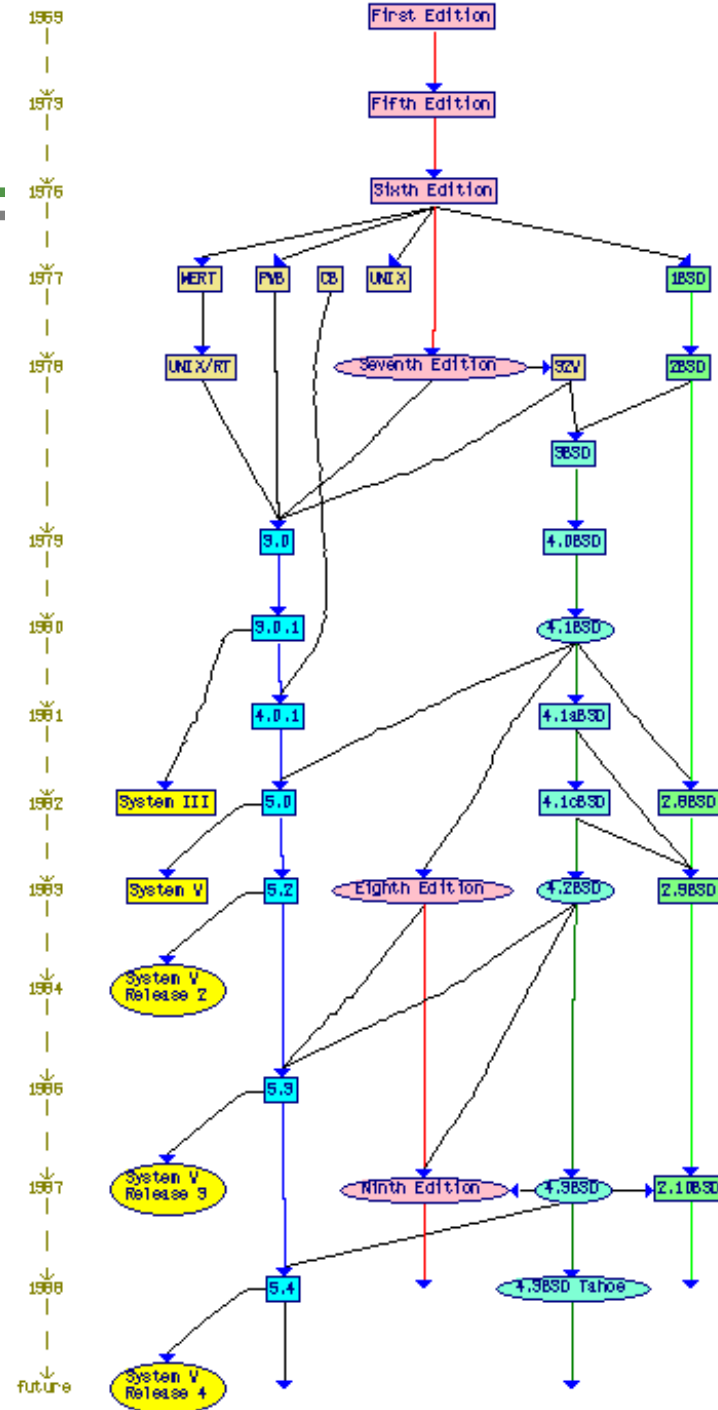 1969
First Edition
1973
Fifth Edition
1976
Sixth Edition
1977
MERT
PWB
CB
UNIX
1BSD
1978
UNIX/RT
Seventh Edition
32V
2BSD
3BSD
1979
3.0
4.0BSD
1980
3.0.1
4.1BSD
1981
4.0.1
4.1aBSD
1982
System III
5.0
4.1cBSD
2.8BSD
1983
System V
5.2
Eighth Edition
4.2BSD
2.9BSD
1984
System V
Release 2
1986
5.3
1987
System V
Release 3
Ninth Edition
4.3BSD
2.10BSD
1988
5.4
4.3BSD Tahoe
future
System V
Release 4